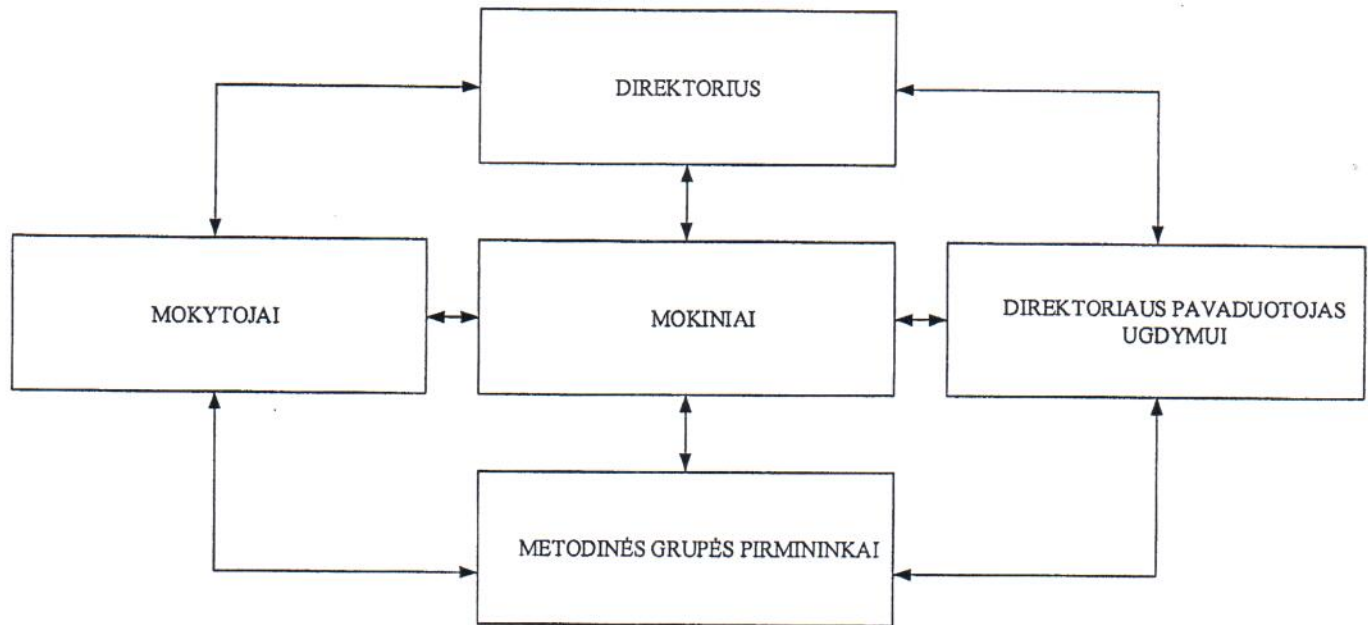 DIREKTORIUS
MOKYTOJAI
MOKINIAI
DIREKTORIAUS PAVADUOTOJAS
UGDYMUI
METODINĖS GRUPĖS PIRMININKAI